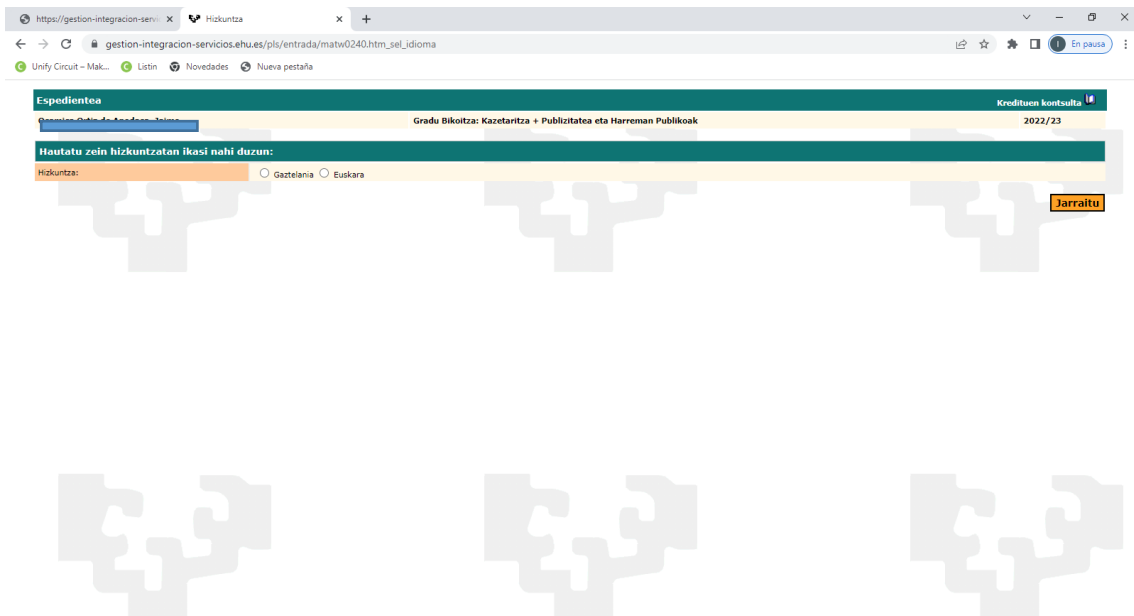 https://gestion-integracion-servic
Hizkuntza
gestion-integracion-servicios.ehu.es/pls/entrada/matw0240.htm_sel_idioma
En pausa
Unify Circuit – Mak... Listin Novedades Nueva pestaña
Espedientea Kredituen kontsulta
Gradu Bikoitza: Kazetaritza + Publizitatea eta Harreman Publikoak 2022/23
Hautatu zein hizkuntzatan ikasi nahi duzun:
Hizkuntza: Gaztelania Euskara
Jarraitu